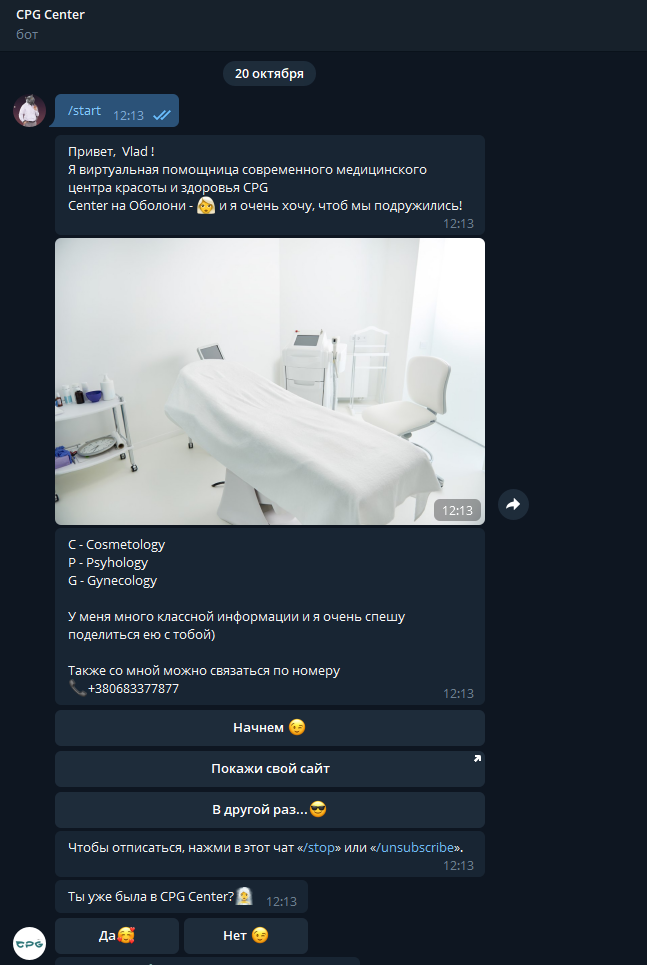 CPG Center
бот
20 октября
/start 12:13
Привет, Vlad !
Я виртуальная помощница современного медицинского
центра красоты и здоровья CPG
Center на Оболони - 👩 и я очень хочу, чтоб мы подружились!
12:13
12:13
C - Cosmetology
P - Psyhology
G - Gynecology
У меня много классной информации и я очень спешу
поделиться ею с тобой)
Также со мной можно связаться по номеру
📞+380683377877
12:13
Начнем 😉
Покажи свой сайт
В другой раз...😎
Чтобы отписаться, нажми в этот чат «/stop» или «/unsubscribe».
12:13
Ты уже была в CPG Center?👰 12:13
Да🥰
Нет 😉
CPG